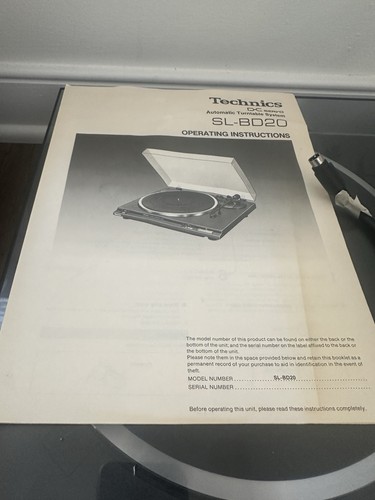 Technics
DC SERVO
Automatic Turntable System
SL-BD20
OPERATING INSTRUCTIONS
The model number of this product can be found on either the back or the
bottom of the unit; and the serial number on the label affixed to the back or
the bottom of the unit.
Please note them in the space provided below and retain this booklet as a
permanent record of your purchase to aid in identification in the event of
theft.
MODEL NUMBER SL-BD20
SERIAL NUMBER
Before operating this unit, please read these instructions completely.